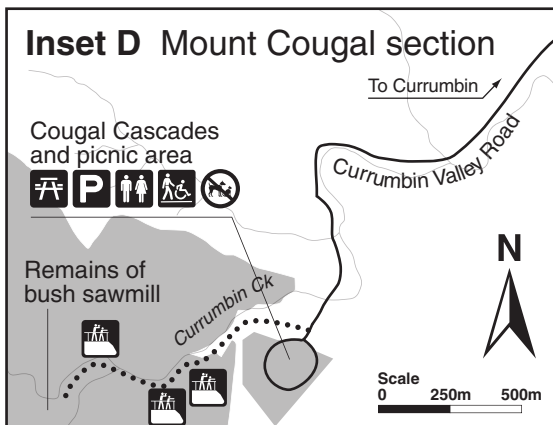 Inset D Mount Cougal section
To Currumbin
Cougal Cascades
and picnic area
P
Currumbin Valley Road
Remains of
bush sawmill
Currumbin Ck
N
Scale
0 250m 500m